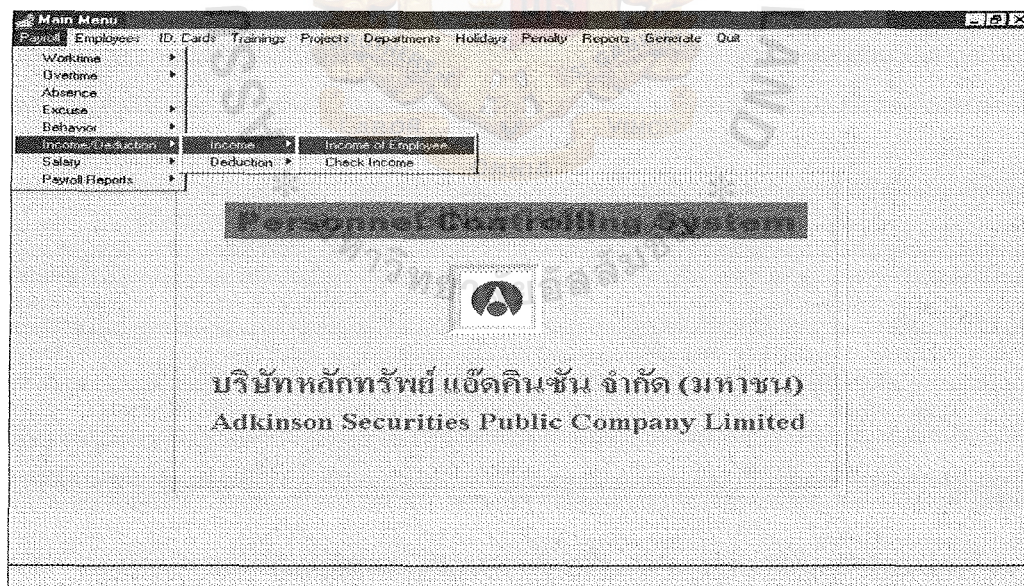 Main Menu
Payroll Employees ID. Cards Trainings Projects Departments Holidays Penalty Reports Generate Quit
Worktime
Overtime
Absence
Excuse
Behavior
Income/Deduction Income Income of Employee
Salary Deduction Check Income
Payroll Reports
Personnel Controlling System
บริษัทหลักทรัพย์ แอ๊ดคินซัน จำกัด (มหาชน)
Adkinson Securities Public Company Limited